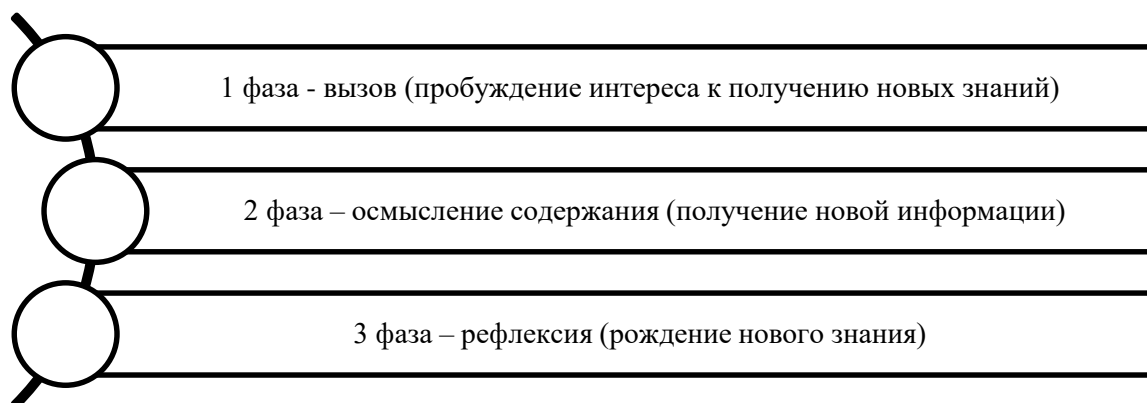 1 фаза - вызов (пробуждение интереса к получению новых знаний)
2 фаза – осмысление содержания (получение новой информации)
3 фаза – рефлексия (рождение нового знания)